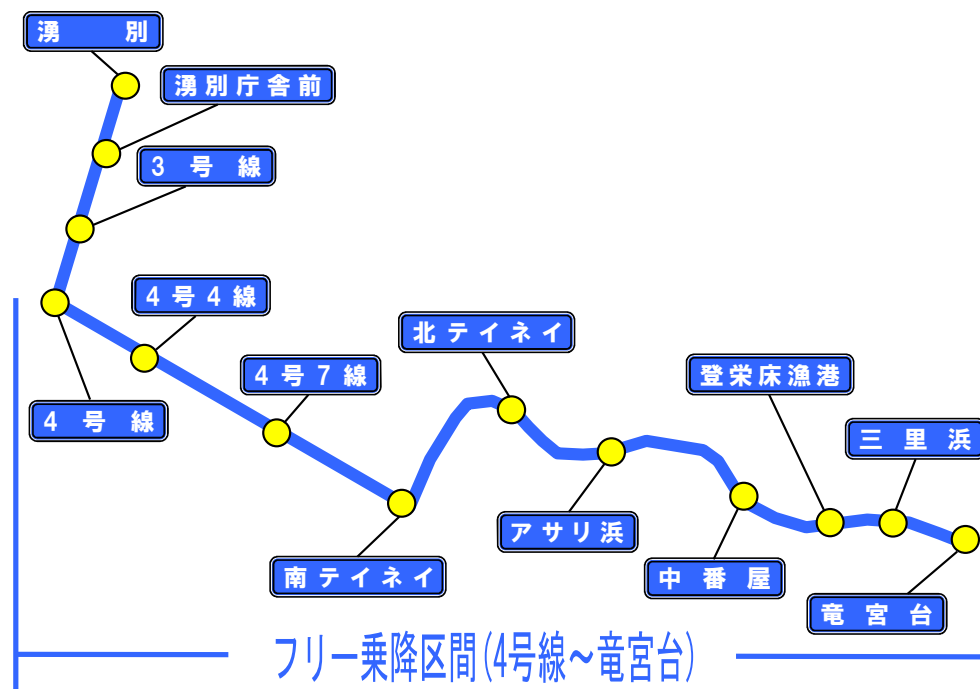 湧別
湧別庁舎前
3号線
4号線
4号4線
4号7線
南テイネイ
北テイネイ
アサリ浜
中番屋
登栄床漁港
三里浜
竜宮台
フリー乗降区間(4号線～竜宮台)